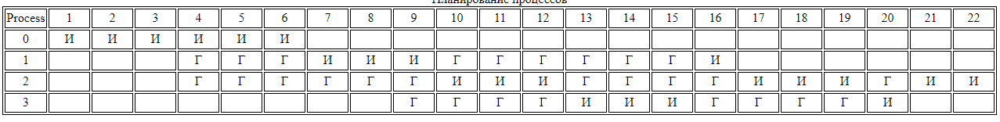 Планирование процессов
Process 1 2 3 4 5 6 7 8 9 10 11 12 13 14 15 16 17 18 19 20 21 22
0 И И И И И И
1 Г Г Г И И И Г Г Г Г Г Г И
2 Г Г Г Г Г Г И И И Г Г Г Г И И И Г И И
3 Г Г Г Г И И И Г Г Г Г И